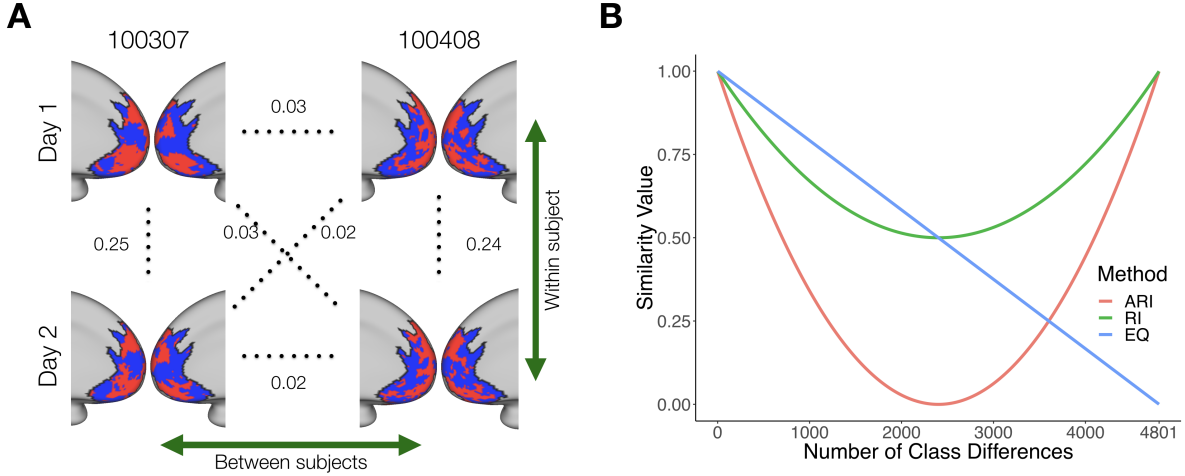 A
100307
100408
Day 1
0.03
0.25
0.03
0.02
0.24
Within subject
Day 2
0.02
Between subjects
B
Similarity Value
1.00
0.75
0.50
0.25
0.00
Method
ARI
RI
EQ
0 1000 2000 3000 4000 4801
Number of Class Differences